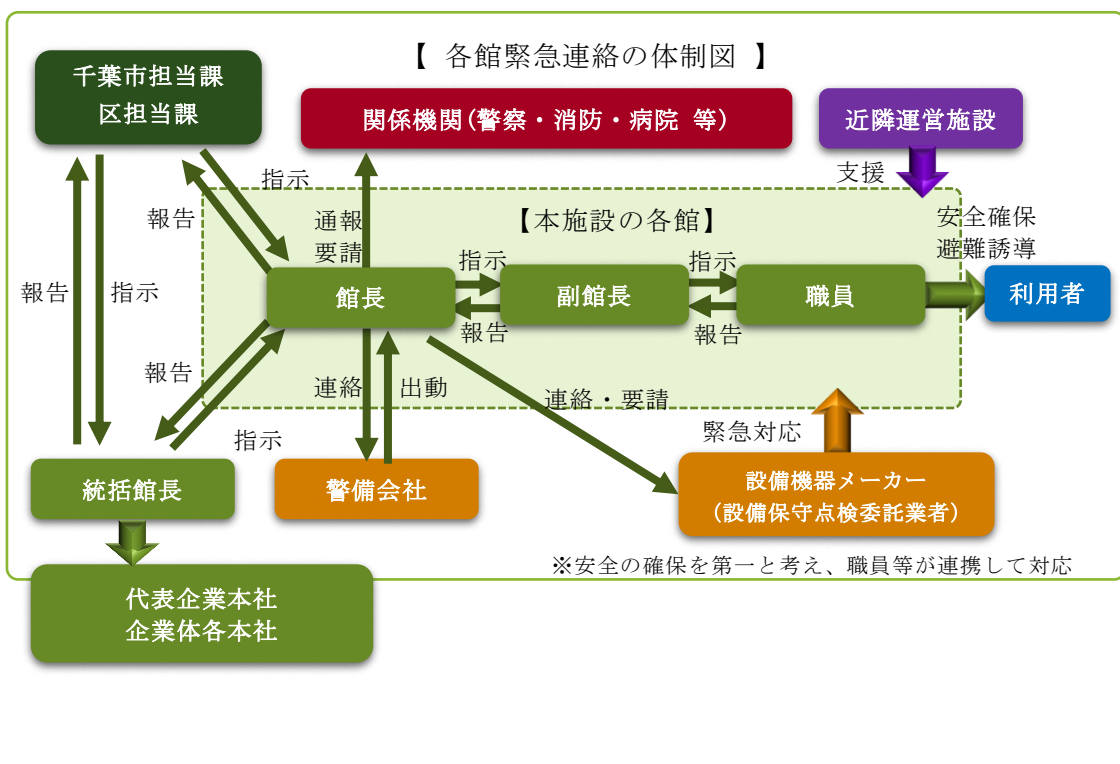 【 各館緊急連絡の体制図 】
千葉市担当課
区担当課
関係機関(警察・消防・病院 等)
近隣運営施設
支援
指示
報告
通報
要請
【本施設の各館】
安全確保
避難誘導
報告
指示
館長
指示
報告
副館長
指示
報告
職員
利用者
報告
指示
連絡
出動
連絡・要請
緊急対応
統括館長
警備会社
設備機器メーカー
(設備保守点検委託業者)
※安全の確保を第一と考え、職員等が連携して対応
代表企業本社
企業体各本社